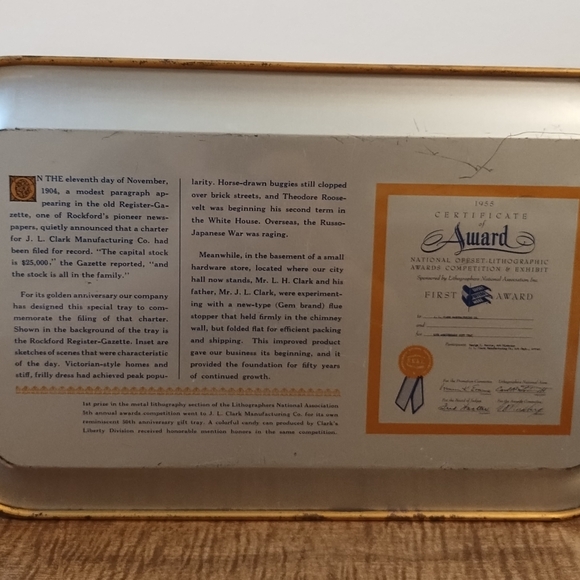 ON THE eleventh day of November,
1904, a modest paragraph ap-
pearing in the old Register-Ga-
zette, one of Rockford's pioneer news-
papers, quietly announced that a charter
for J. L. Clark Manufacturing Co. had
been filed for record. "The capital stock
is $25,000," the Gazette reported, "and
the stock is all in the family."
For its golden anniversary our company
has designed this special tray to com-
memorate the filing of that charter.
Shown in the background of the tray is
the Rockford Register-Gazette. Inset are
sketches of scenes that were characteristic
of the day. Victorian-style homes and
stiff, frilly dress had achieved peak popu-
larity. Horse-drawn buggies still clopped
over brick streets, and Theodore Roose-
velt was beginning his second term in
the White House. Overseas, the Russo-
Japanese War was raging.
Meanwhile, in the basement of a small
hardware store, located where our city
hall now stands, Mr. L. H. Clark and his
father, Mr. J. L. Clark, were experiment-
ing with a new-type (Gem brand) flue
stopper that held firmly in the chimney
wall, but folded flat for efficient packing
and shipping. This improved product
gave our business its beginning, and it
provided the foundation for fifty years
of continued growth.
1st prize in the metal lithography section of the Lithographers National Association
5th annual awards competition went to J. L. Clark Manufacturing Co. for its own
reminiscent 50th anniversary gift tray. A colorful candy can produced by Clark's
Liberty Division received honorable mention honors in the same competition.
1955
CERTIFICATE
of
Award
NATIONAL OFFSET-LITHOGRAPHIC
AWARDS COMPETITION & EXHIBIT
Sponsored by Lithographers National Association, Inc.
FIRST AWARD
to
and
for